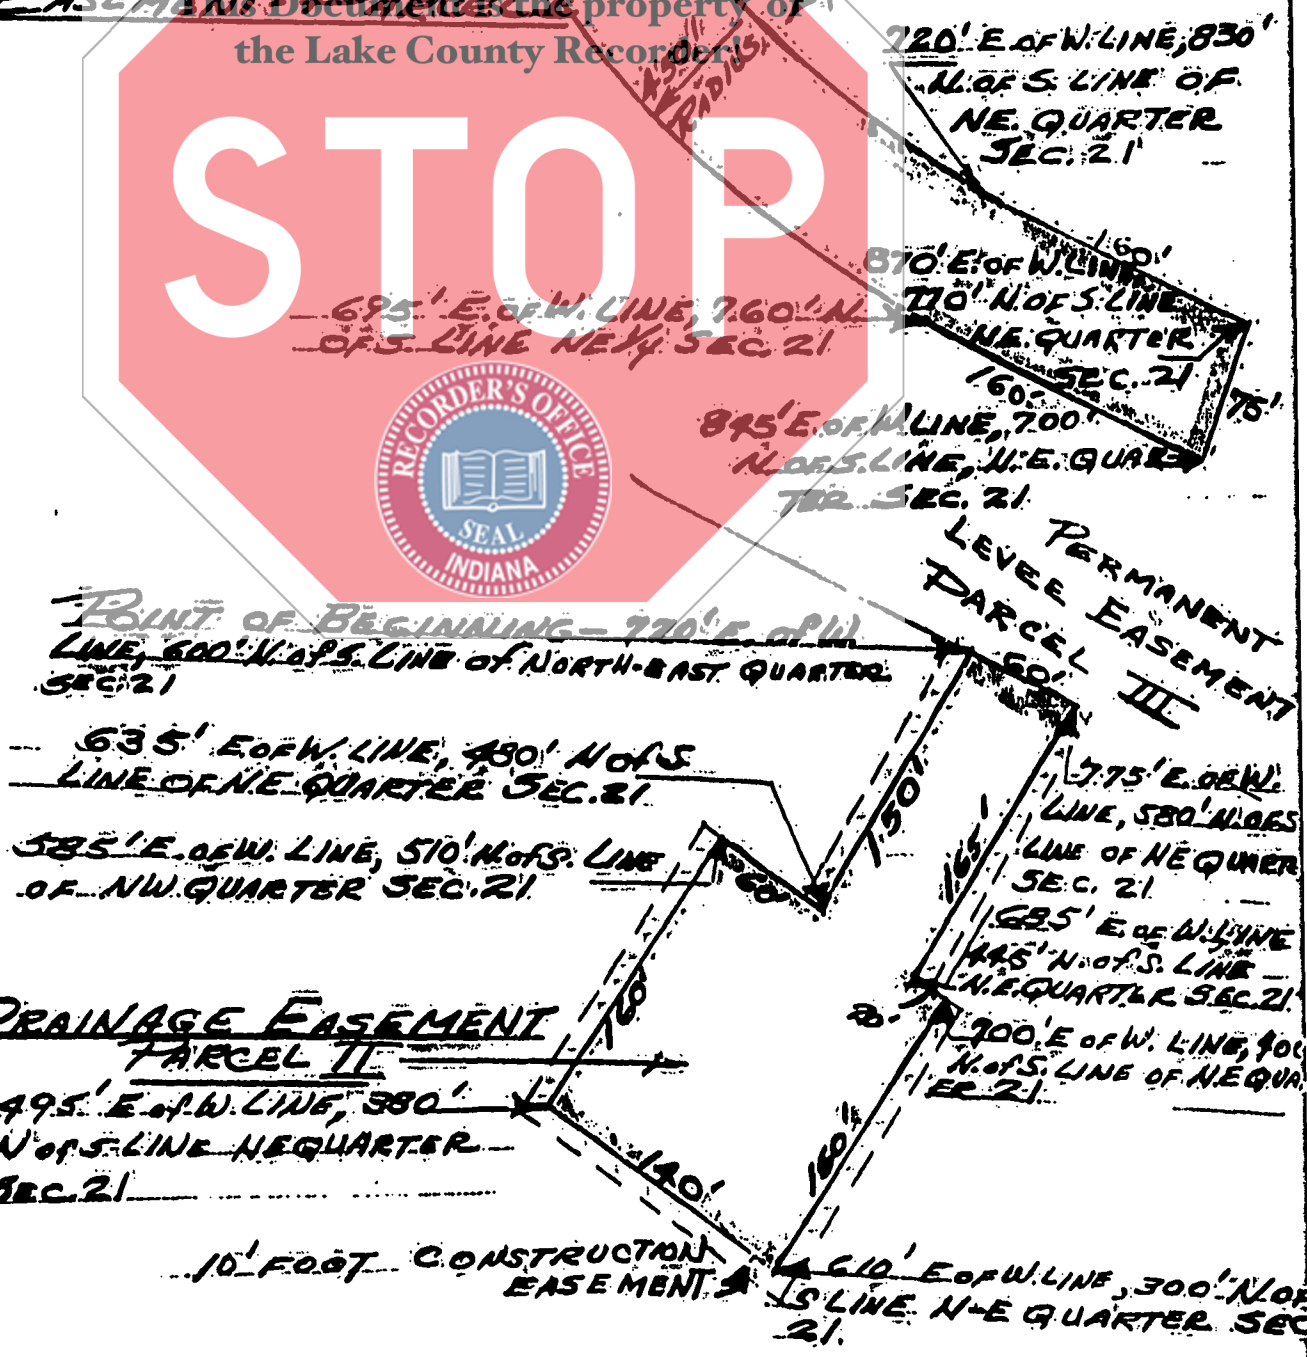 This Document is the property of
the Lake County Recorder!
STOP
RADIUS
720' E. OF W. LINE, 830'
N. OF S. LINE OF
NE. QUARTER
SEC. 21
160'
870' E. OF W. LINE,
770' N. OF S. LINE
NE. QUARTER
SEC. 21
75'
160'
695' E. OF W. LINE, 760' N
OF S. LINE NE 1/4 SEC. 21
845' E. OF W LINE, 700'
N. OF S. LINE, N.E. QUAR
TER SEC. 21
RECORDER'S OFFICE
SEAL
INDIANA
PERMANENT
LEVEE EASEMENT
PARCEL III
POINT OF BEGINNING - 720' E. of W.
LINE, 600' N. of S. LINE of NORTH-EAST QUARTER
SEC. 21
60'
635' E OF W. LINE, 480' N of S
LINE OF NE QUARTER SEC. 21
150'
775' E. OF W.
LINE, 580' N. OF S
LINE OF NE QUARTER
SEC. 21
585' E. OF W. LINE, 510' N. of S. LINE
OF NW. QUARTER SEC. 21
60'
165'
685' E. OF W. LINE
445' N. of S. LINE
N.E. QUARTER SEC. 21
20'
160'
DRAINAGE EASEMENT
PARCEL II
700' E OF W. LINE, 400
N. of S. LINE OF N.E QUA
ER 21
495' E of W. LINE, 380'
N of S LINE NE QUARTER
SEC. 21
140'
160'
10' FOOT CONSTRUCTION
EASEMENT
610' E OF W. LINE, 300' N. OF
S LINE N-E QUARTER SEC
21.